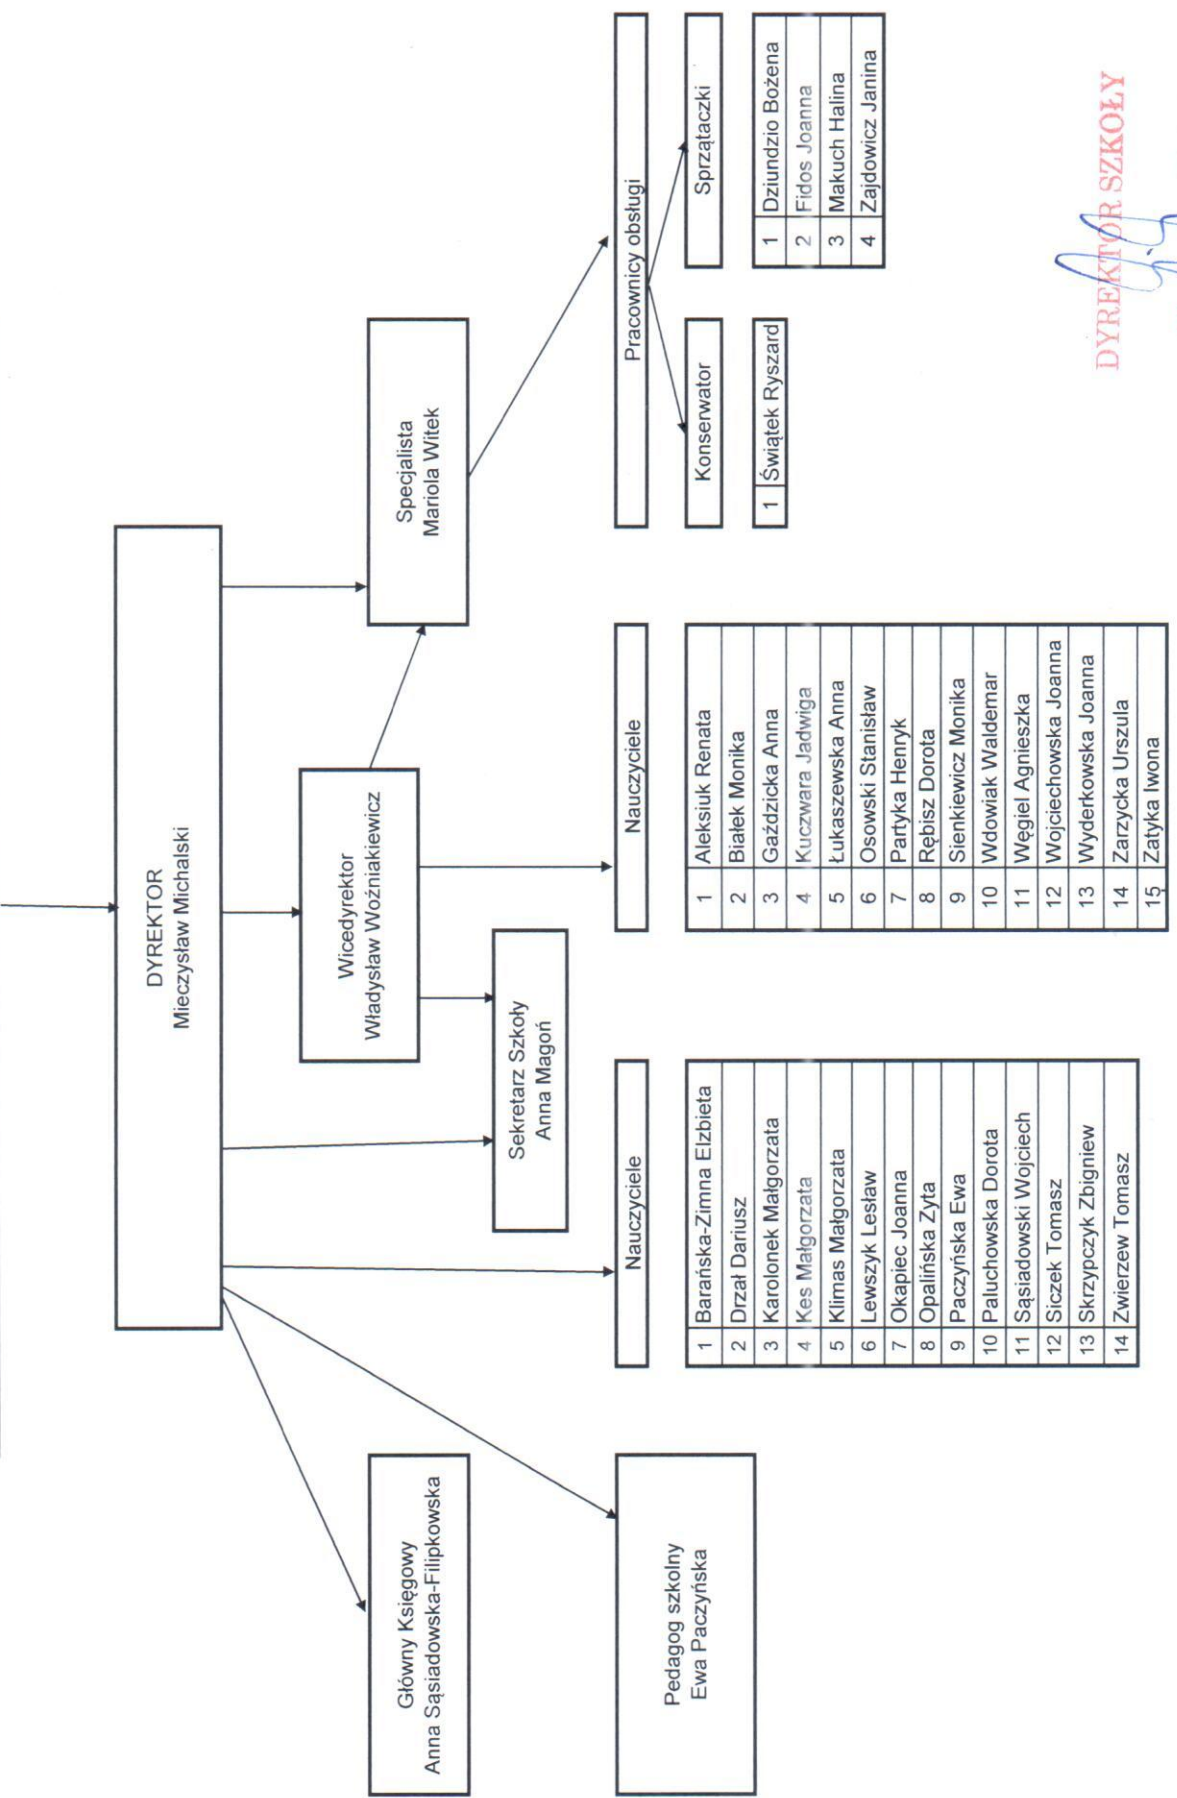 DYREKTOR
Mieczysław Michalski
Wicedyrektor
Władysław Woźniakiewicz
Specjalista
Mariola Witek
Główny Księgowy
Anna Sąsiadowska-Filipkowska
Sekretarz Szkoły
Anna Magoń
Pedagog szkolny
Ewa Paczyńska
Nauczyciele
1 Barańska-Zimna Elzbieta
2 Drzał Dariusz
3 Karolonek Małgorzata
4 Kes Małgorzata
5 Klimas Małgorzata
6 Lewszyk Lesław
7 Okapiec Joanna
8 Opalińska Zyta
9 Paczyńska Ewa
10 Paluchowska Dorota
11 Sąsiadowski Wojciech
12 Siczek Tomasz
13 Skrzypczyk Zbigniew
14 Zwierzew Tomasz
Nauczyciele
1 Aleksiuk Renata
2 Białek Monika
3 Gaździcka Anna
4 Kuczwara Jadwiga
5 Łukaszewska Anna
6 Osowski Stanisław
7 Partyka Henryk
8 Rębisz Dorota
9 Sienkiewicz Monika
10 Wdowiak Waldemar
11 Węgiel Agnieszka
12 Wojciechowska Joanna
13 Wyderkowska Joanna
14 Zarzycka Urszula
15 Zatyka Iwona
Pracownicy obsługi
Konserwator
1 Świątek Ryszard
Sprzątaczki
1 Dziundzio Bożena
2 Fidos Joanna
3 Makuch Halina
4 Zajdowicz Janina
DYREKTOR SZKOŁY